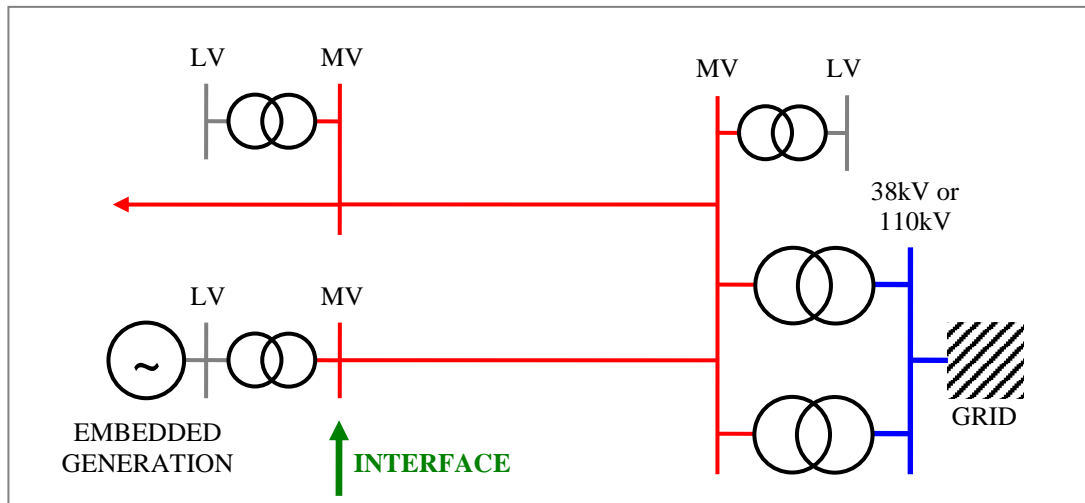 LV
MV
MV
LV
38kV or
110kV
LV
MV
~
EMBEDDED
GENERATION
INTERFACE
GRID